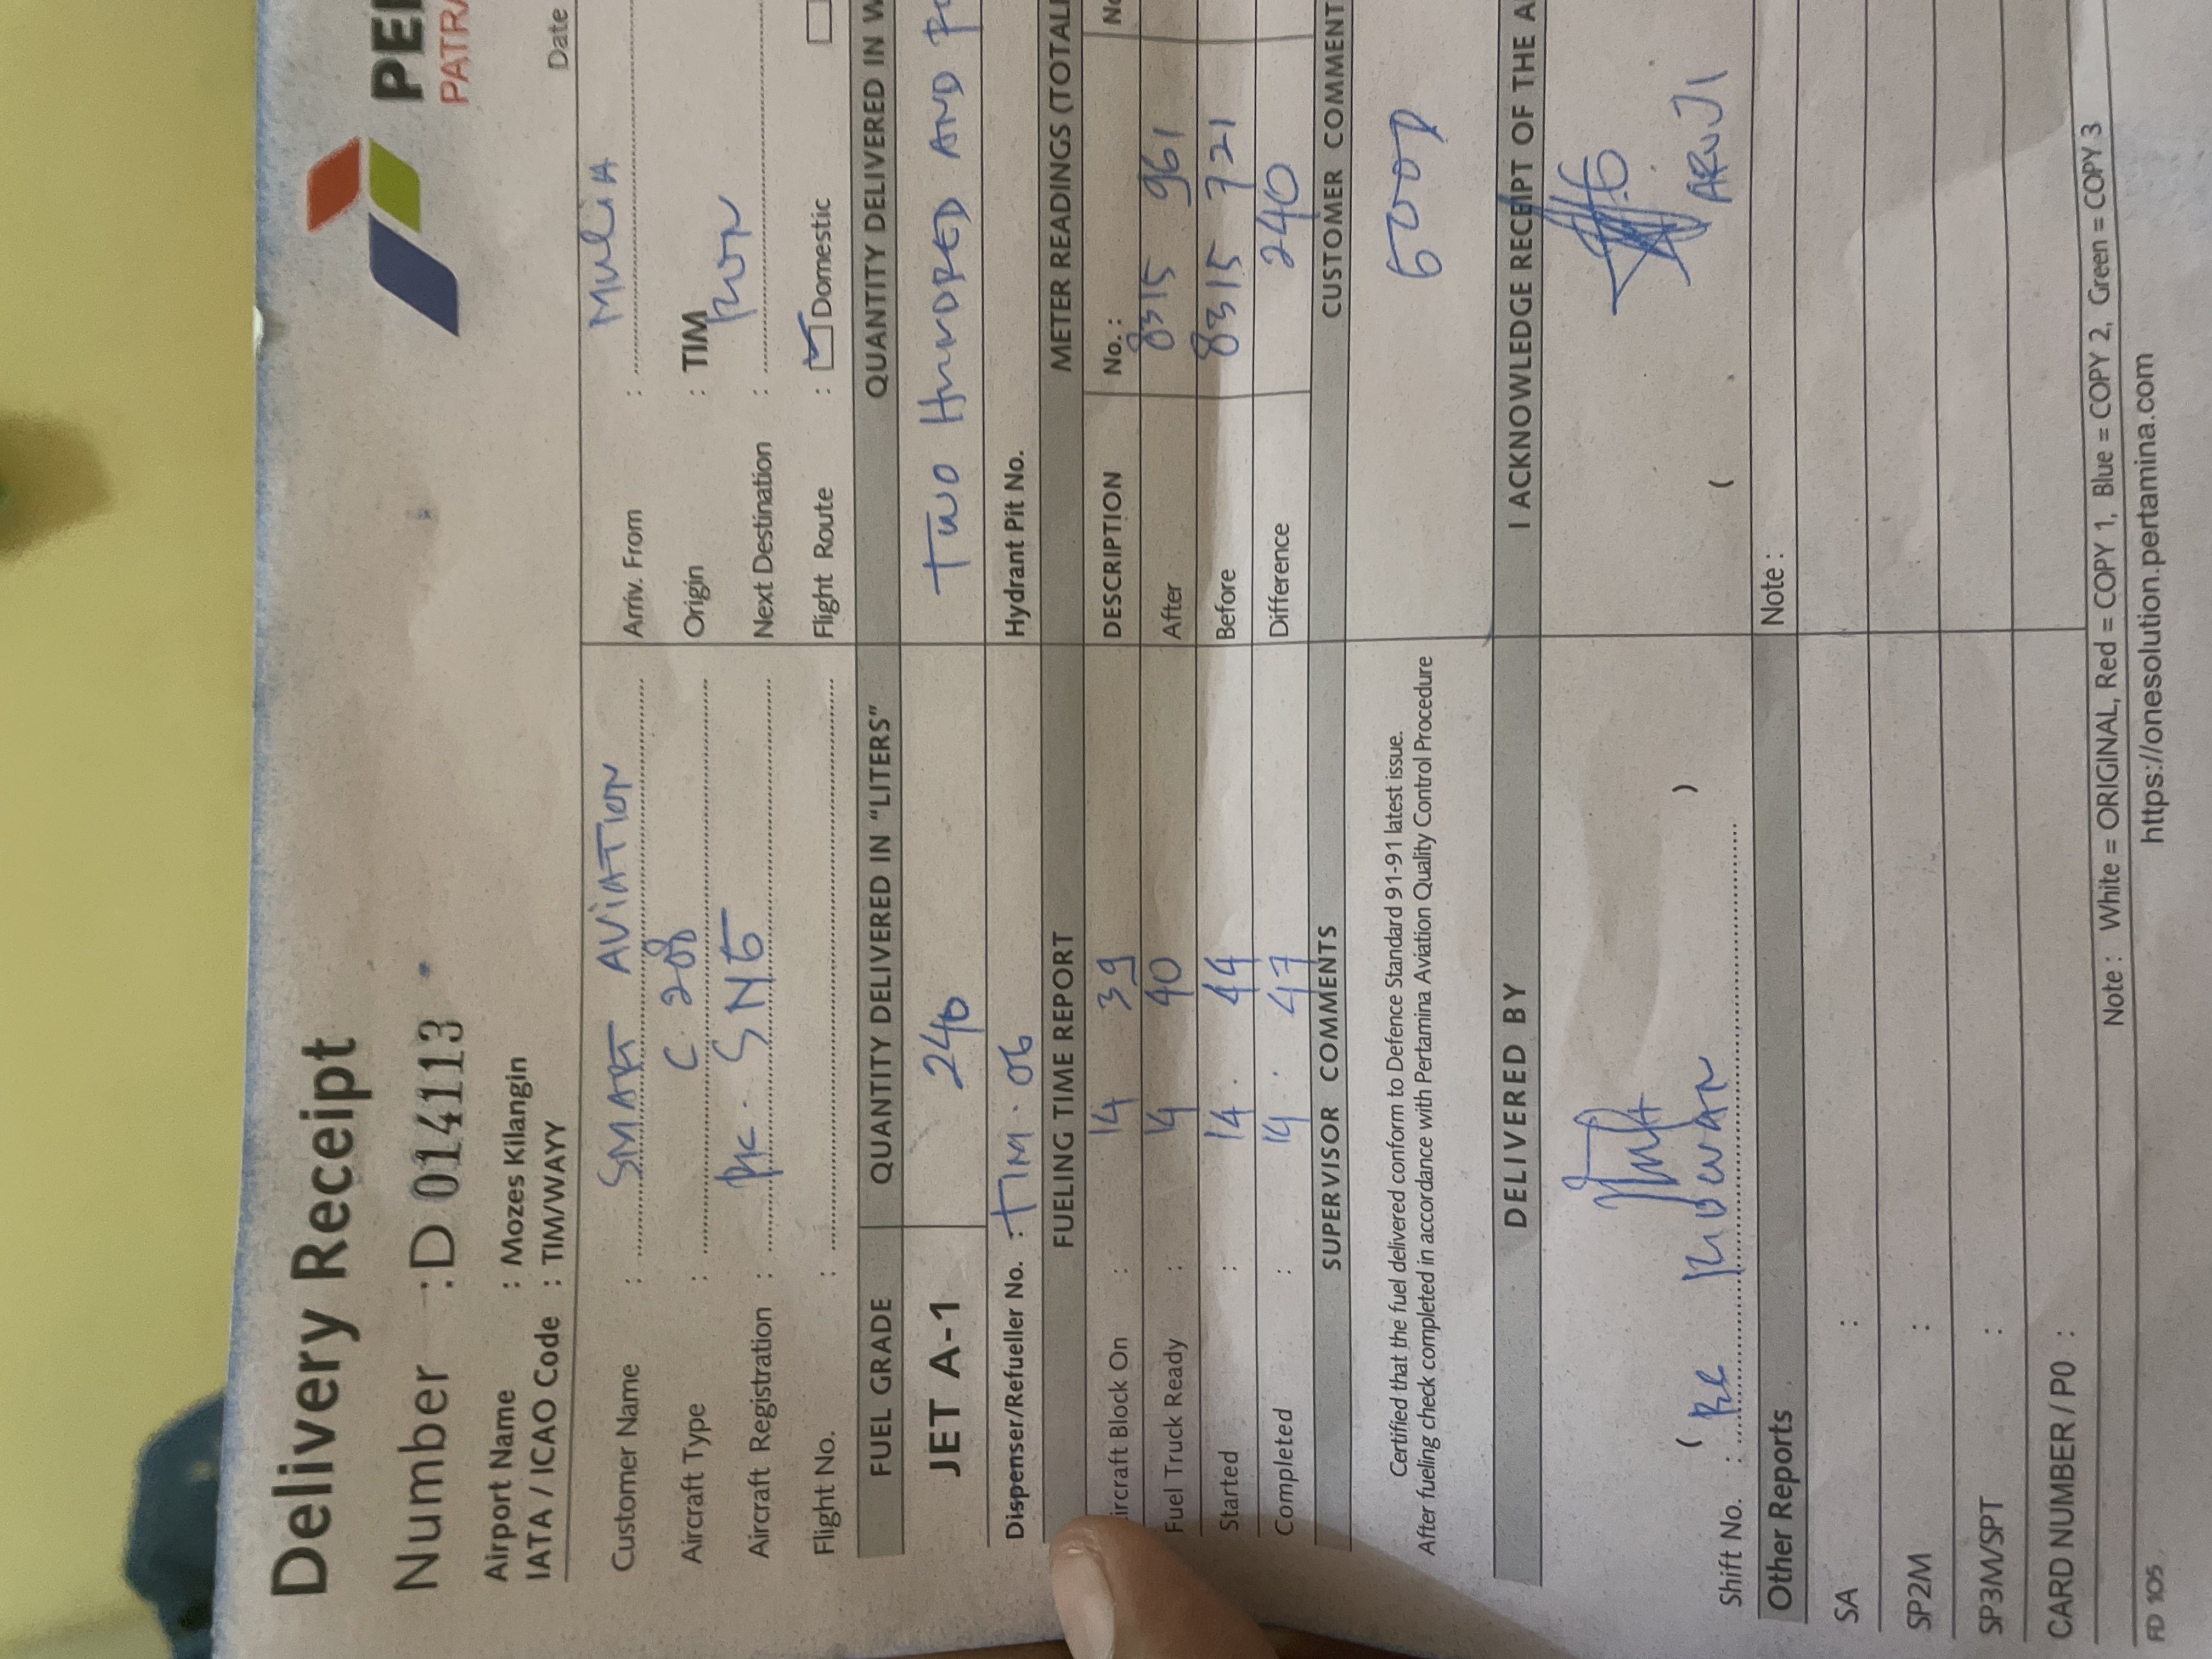 Delivery Receipt
Number : D 014113
Airport Name : Mozes Kilangin
IATA / ICAO Code : TIM/WAYY
Date
Customer Name : SMART AVIATION
Arriv. From : MULIA
Aircraft Type : C. 208
Origin : TIM
Aircraft Registration : PK. SNG
Next Destination : RON
Flight No. :
Flight Route : Domestic
FUEL GRADE QUANTITY DELIVERED IN "LITERS" QUANTITY DELIVERED IN
JET A-1 240 TWO HUNDRED AND
Dispenser/Refueller No. : TIM. 06 Hydrant Pit No.
FUELING TIME REPORT METER READINGS
DESCRIPTION No. :
ircraft Block On : 14 39 After 8315 961
Fuel Truck Ready : 14 40 Before 8315 721
Started : 14. 44 Difference 240
Completed : 14. 47
SUPERVISOR COMMENTS CUSTOMER COMMENT
Certified that the fuel delivered conform to Defence Standard 91-91 latest issue.
After fueling check completed in accordance with Pertamina Aviation Quality Control Procedure
GOOD
DELIVERED BY I ACKNOWLEDGE RECEIPT OF THE
Shift No. :
Other Reports Note :
SA :
SP2M :
SP3M/SPT :
CARD NUMBER / PO :
Note : White = ORIGINAL, Red = COPY 1, Blue = COPY 2, Green = COPY 3
FD 105 https://onesolution.pertamina.com